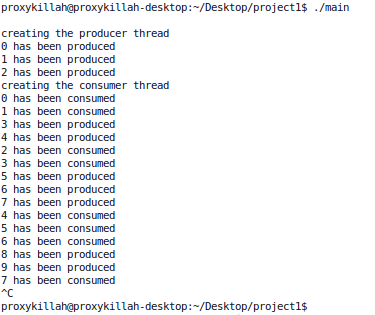 proxykillah@proxykillah-desktop:~/Desktop/project1$ ./main
creating the producer thread
0 has been produced
1 has been produced
2 has been produced
creating the consumer thread
0 has been consumed
1 has been consumed
3 has been produced
4 has been produced
2 has been consumed
3 has been consumed
5 has been produced
6 has been produced
7 has been produced
4 has been consumed
5 has been consumed
6 has been consumed
8 has been produced
9 has been produced
7 has been consumed
^C
proxykillah@proxykillah-desktop:~/Desktop/project1$